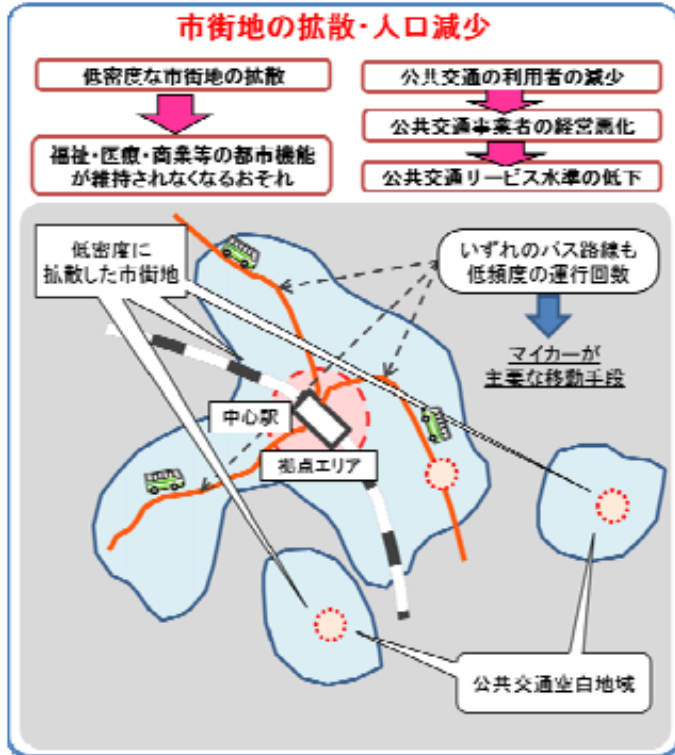 市街地の拡散・人口減少
低密度な市街地の拡散
福祉・医療・商業等の都市機能
が維持されなくなるおそれ
公共交通の利用者の減少
公共交通事業者の経営悪化
公共交通サービス水準の低下
低密度に
拡散した市街地
いずれのバス路線も
低頻度の運行回数
マイカーが
主要な移動手段
中心駅
拠点エリア
公共交通空白地域